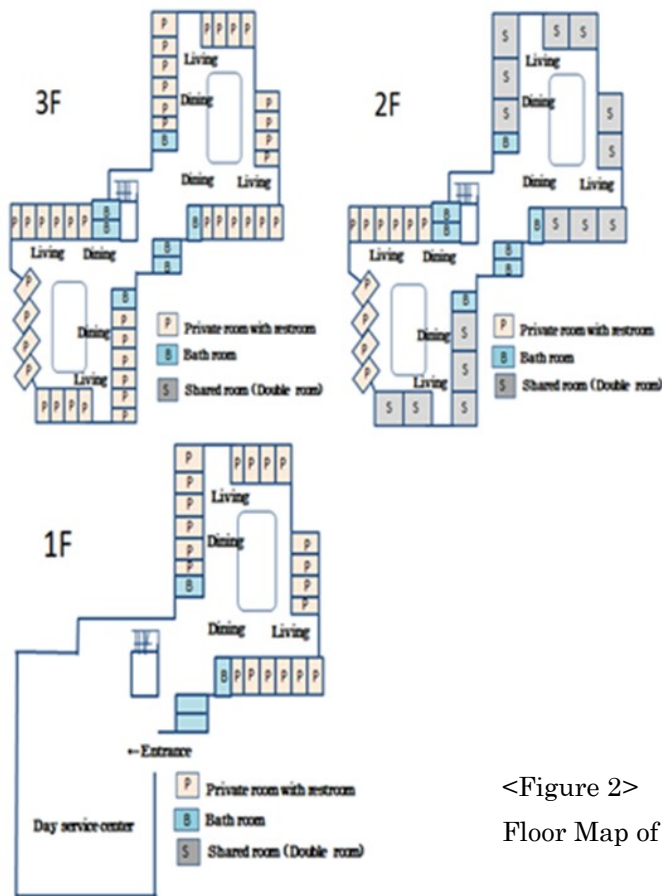 3F
P P P P
P
P
P
P
P
P
B
Living
Dining
P
P
P
P
Dining Living
B P P P P P P
P P P P P P B
B
Living Dining
B
B
P
P
P
P
B
P
P
P
P
P
P
Dining
Living
P P P P
P Private room with restroom
B Bath room
S Shared room (Double room)
2F
S S
S
S
S
B
Living
Dining
S
S
Dining Living
B S S S
P P P P P P B
B
Living Dining
B
B
P
P
P
P
B
S
S
S
Dining
Living
S S
P Private room with restroom
B Bath room
S Shared room (Double room)
1F
P P P P
P
P
P
P
P
P
B
Living
Dining
P
P
P
P
Dining Living
B P P P P P P
←Entrance
Day service center
P Private room with restroom
B Bath room
S Shared room (Double room)
<Figure 2>
Floor Map of